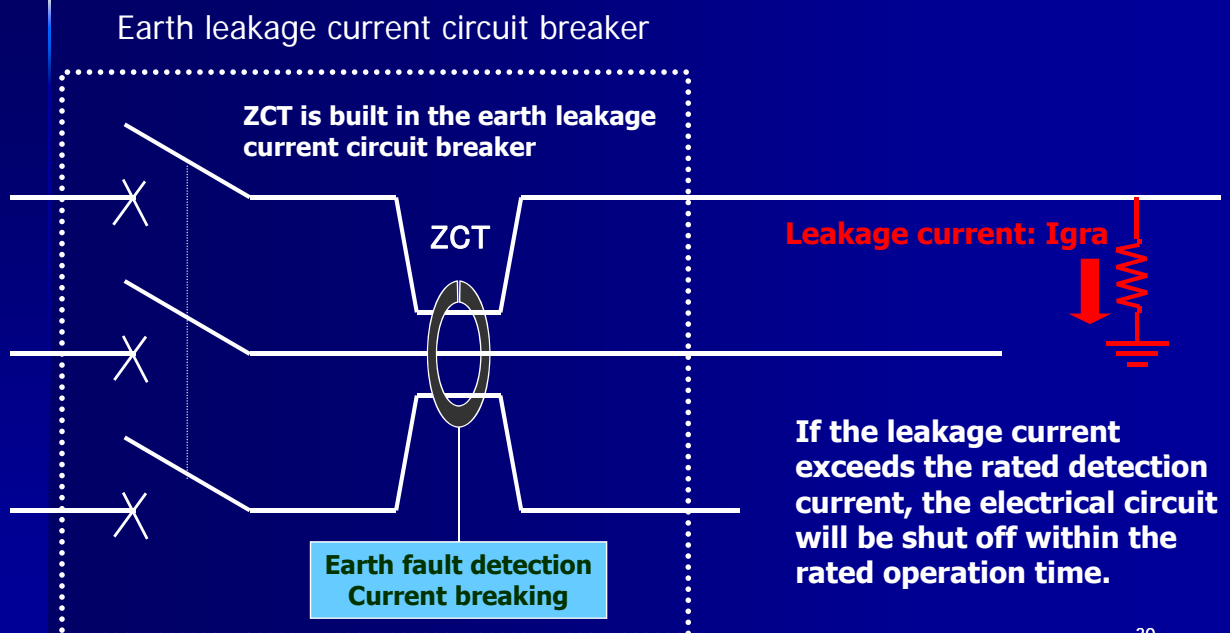 Earth leakage current circuit breaker
ZCT is built in the earth leakage
current circuit breaker
ZCT
Leakage current: Igra
If the leakage current
exceeds the rated detection
current, the electrical circuit
will be shut off within the
rated operation time.
Earth fault detection
Current breaking